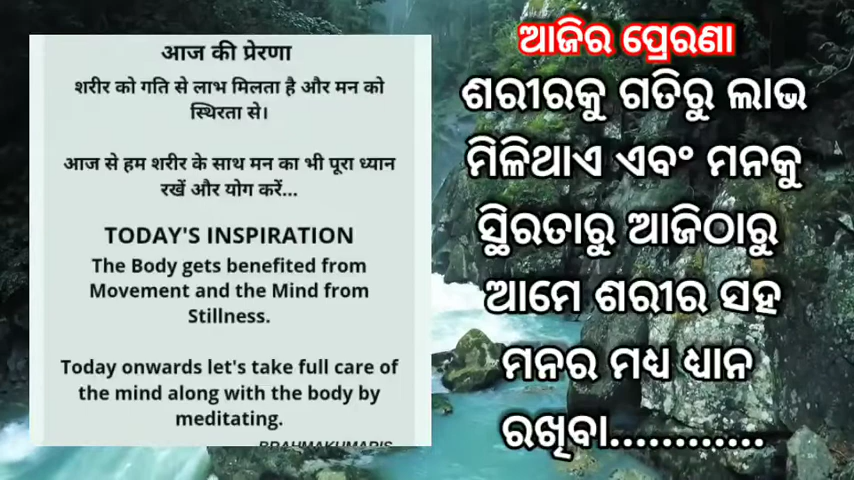 आज की प्रेरणा
शरीर को गति से लाभ मिलता है और मन को
स्थिरता से।
आज से हम शरीर के साथ मन का भी पूरा ध्यान
रखें और योग करें...
TODAY'S INSPIRATION
The Body gets benefited from
Movement and the Mind from
Stillness.
Today onwards let's take full care of
the mind along with the body by
meditating.
BRAHMAKUMARIS
ଆଜିର ପ୍ରେରଣା
ଶରୀରକୁ ଗତିରୁ ଲାଭ
ମିଳିଥାଏ ଏବଂ ମନକୁ
ସ୍ଥିରତାରୁ ଆଜିଠାରୁ
ଆମେ ଶରୀର ସହ
ମନର ମଧ୍ୟ ଧ୍ୟାନ
ରଖିବା............